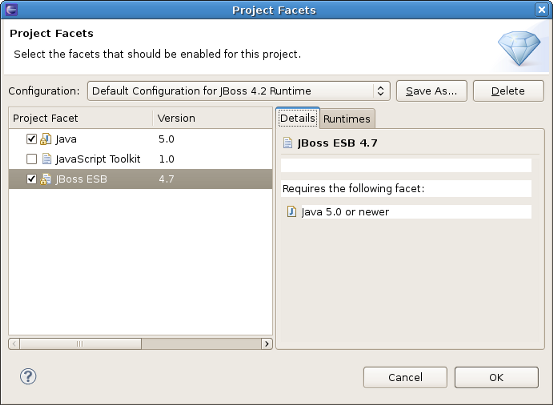 Project Facets
Project Facets
Select the facets that should be enabled for this project.
Configuration: Default Configuration for JBoss 4.2 Runtime Save As... Delete
Project Facet Version
Java 5.0
JavaScript Toolkit 1.0
JBoss ESB 4.7
Details Runtimes
JBoss ESB 4.7
Requires the following facet:
Java 5.0 or newer
Cancel OK